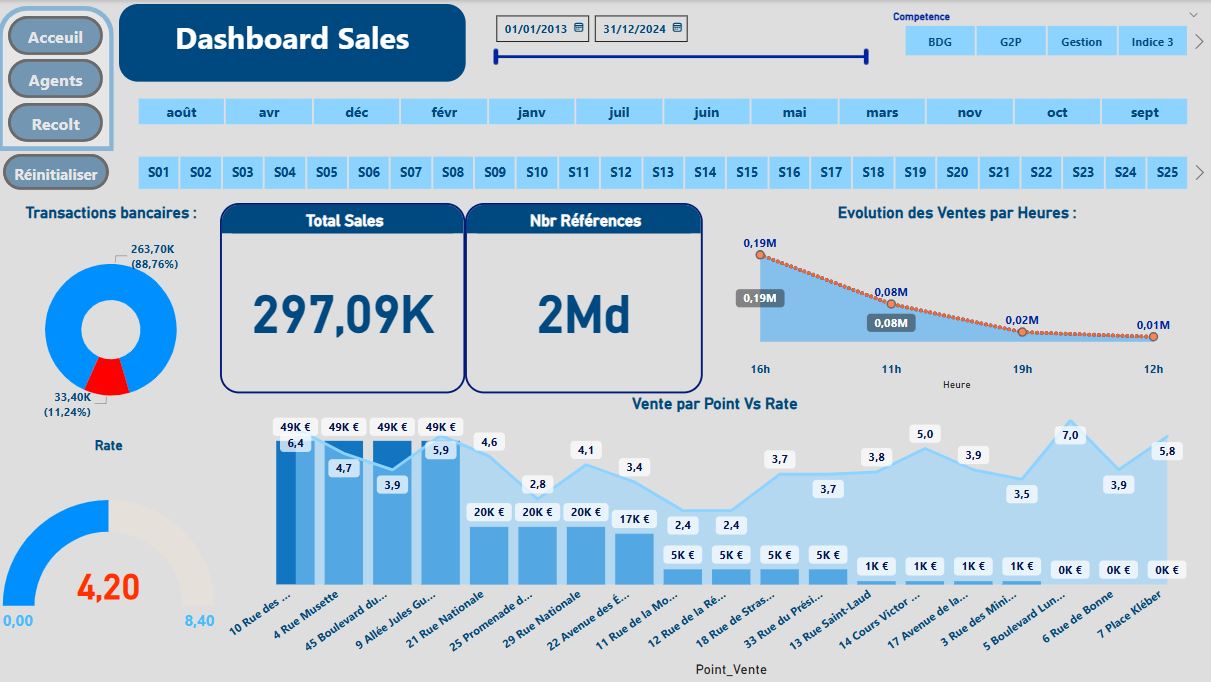 Acceuil
Agents
Recolt
Réinitialiser
Dashboard Sales
01/01/2013 31/12/2024
Competence
BDG G2P Gestion Indice 3
août avr déc févr janv juil juin mai mars nov oct sept
S01 S02 S03 S04 S05 S06 S07 S08 S09 S10 S11 S12 S13 S14 S15 S16 S17 S18 S19 S20 S21 S22 S23 S24 S25
Transactions bancaires :
263,70K
(88,76%)
33,40K
(11,24%)
Total Sales
297,09K
Nbr Références
2Md
Evolution des Ventes par Heures :
0,19M 0,08M 0,02M 0,01M
0,19M 0,08M
16h 11h 19h 12h
Heure
Rate
4,20
0,00 8,40
Vente par Point Vs Rate
49K € 49K € 49K € 49K € 20K € 20K € 20K € 17K € 5K € 5K € 5K € 5K € 1K € 1K € 1K € 1K € 0K € 0K € 0K €
6,4 4,7 3,9 5,9 4,6 2,8 4,1 3,4 2,4 2,4 3,7 3,7 3,8 5,0 3,9 3,5 7,0 3,9 5,8
10 Rue des ...
4 Rue Musette
45 Boulevard du...
9 Allée Jules Gu...
21 Rue Nationale
25 Promenade d...
29 Rue Nationale
22 Avenue des É...
11 Rue de la Mo...
12 Rue de la Ré...
18 Rue de Stras...
33 Rue du Prési...
13 Rue Saint-Laud
14 Cours Victor ...
17 Avenue de la...
3 Rue des Mini...
5 Boulevard Lun...
6 Rue de Bonne
7 Place Kléber
Point_Vente